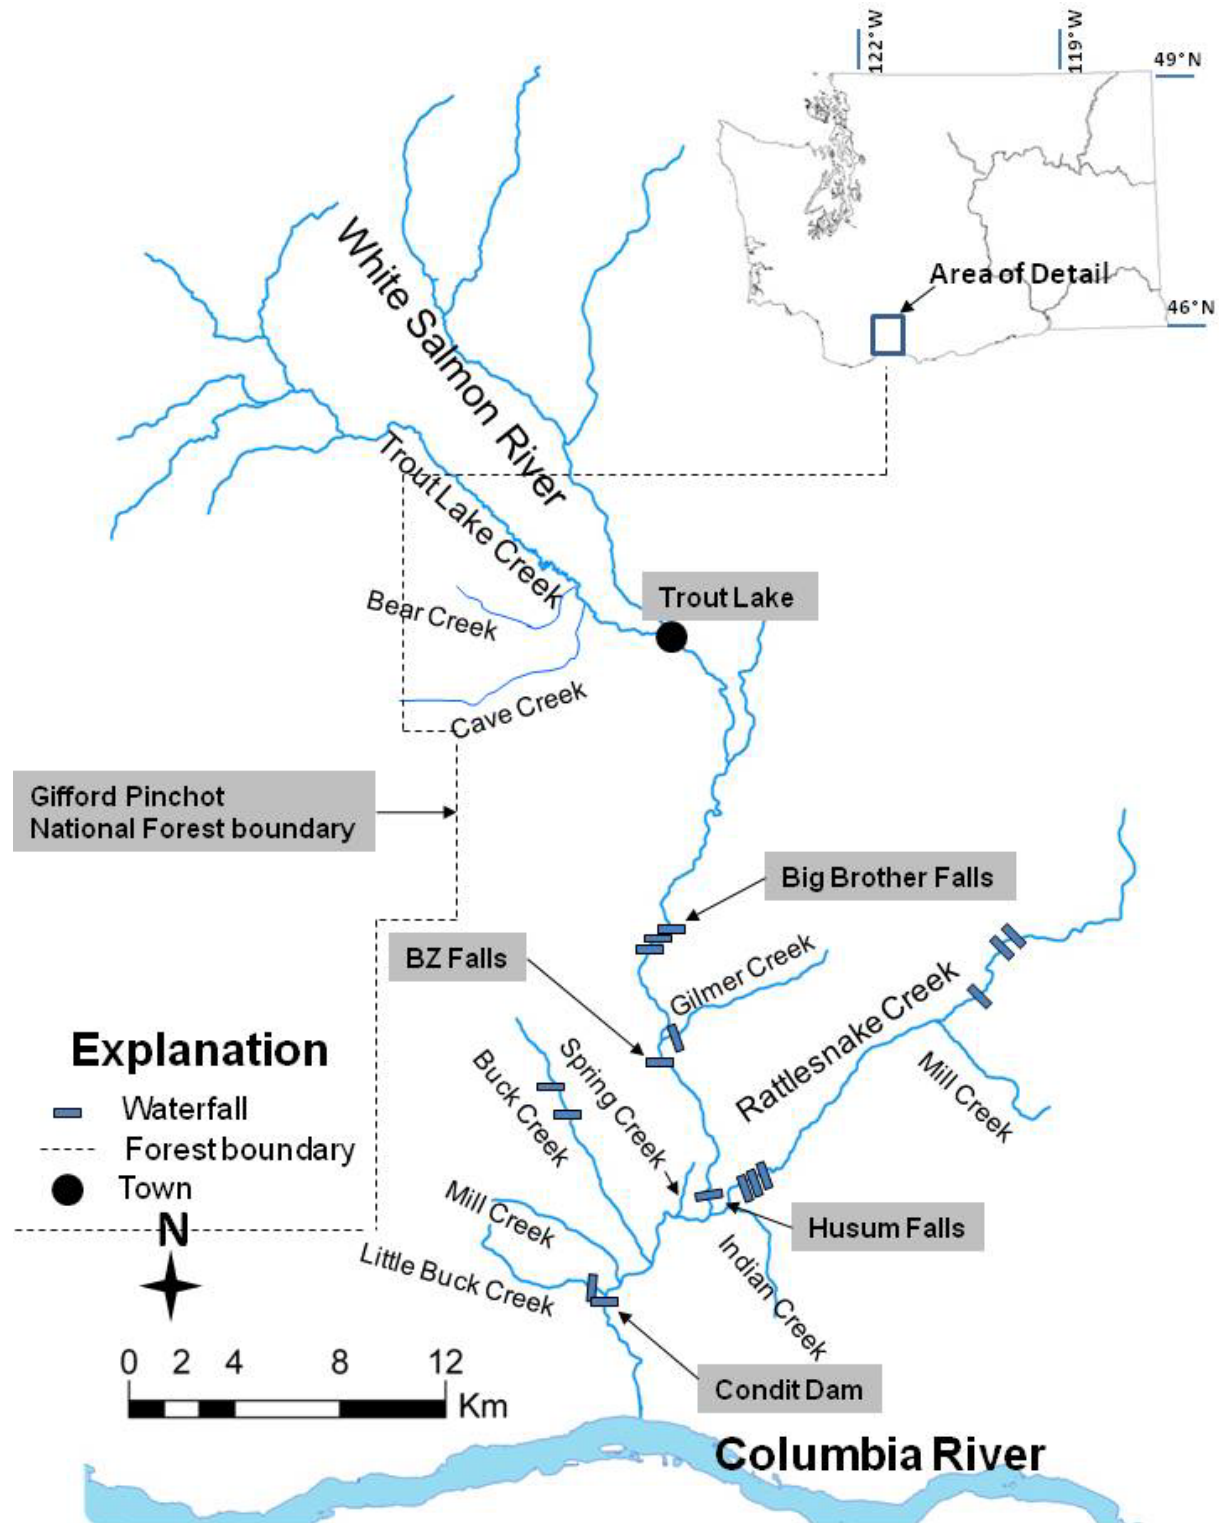 122°W
119°W
49°N
White Salmon River
Area of Detail
46°N
Trout Lake Creek
Bear Creek
Trout Lake
Cave Creek
Gifford Pinchot
National Forest boundary
Big Brother Falls
BZ Falls
Gilmer Creek
Rattlesnake Creek
Explanation
Waterfall
Forest boundary
Town
N
Spring Creek
Buck Creek
Mill Creek
Mill Creek
Little Buck Creek
Husum Falls
Indian Creek
0 2 4 8 12
Km
Condit Dam
Columbia River